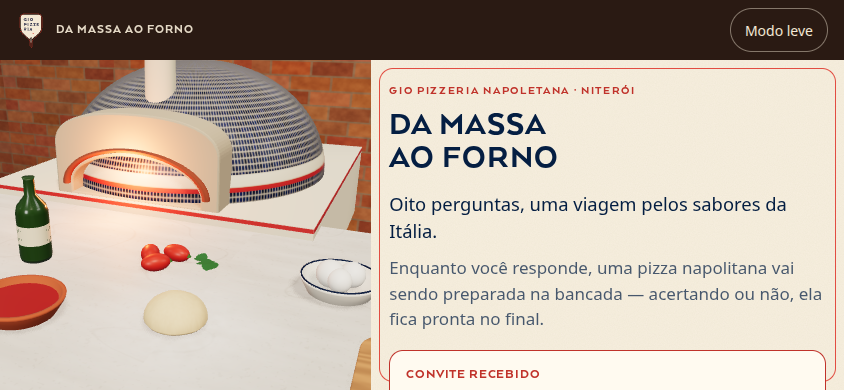 GIO
PIZZE
RIA
DA MASSA AO FORNO
Modo leve
GIO PIZZERIA NAPOLETANA · NITERÓI
DA MASSA
AO FORNO
Oito perguntas, uma viagem pelos sabores da
Itália.
Enquanto você responde, uma pizza napolitana vai
sendo preparada na bancada — acertando ou não, ela
fica pronta no final.
CONVITE RECEBIDO